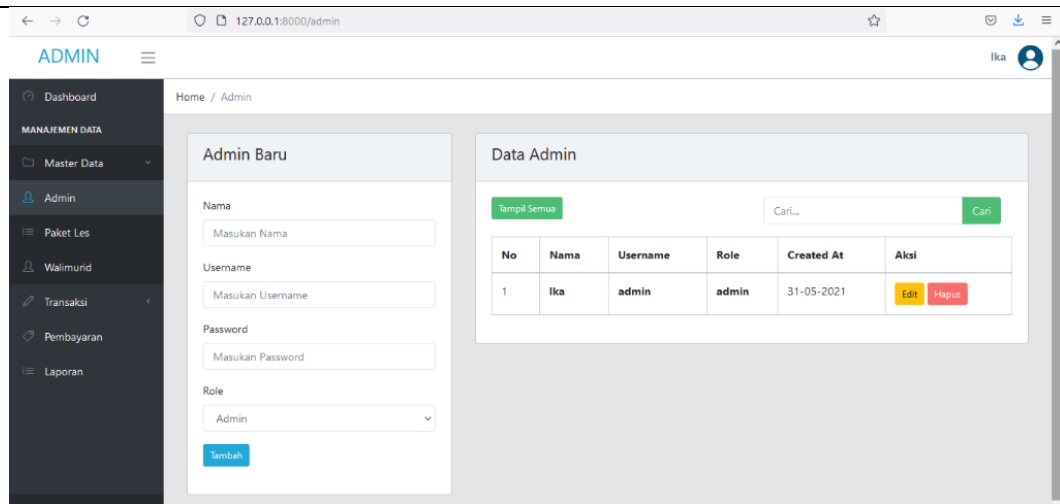 127.0.0.1:8000/admin
ADMIN
Ika
Dashboard
MANAJEMEN DATA
Master Data
Admin
Paket Les
Walimurid
Transaksi
Pembayaran
Laporan
Home / Admin
Admin Baru
Nama
Masukan Nama
Username
Masukan Username
Password
Masukan Password
Role
Admin
Tambah
Data Admin
Tampil Semua Cari... Cari
No Nama Username Role Created At Aksi
1 Ika admin admin 31-05-2021 Edit Hapus